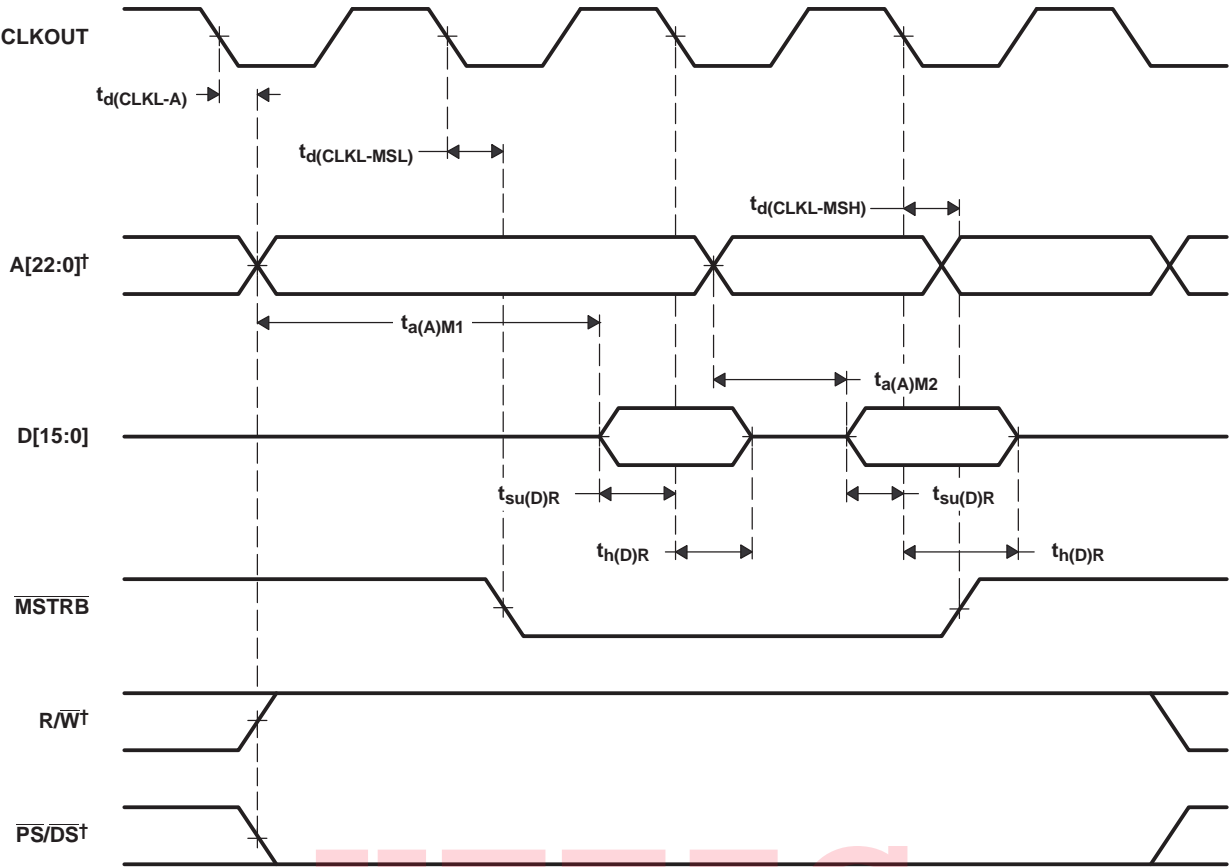 CLKOUT
td(CLKL-A)
td(CLKL-MSL)
td(CLKL-MSH)
A[22:0]†
ta(A)M1
ta(A)M2
D[15:0]
tsu(D)R
tsu(D)R
th(D)R
th(D)R
MSTRB
R/W†
PS/DS†